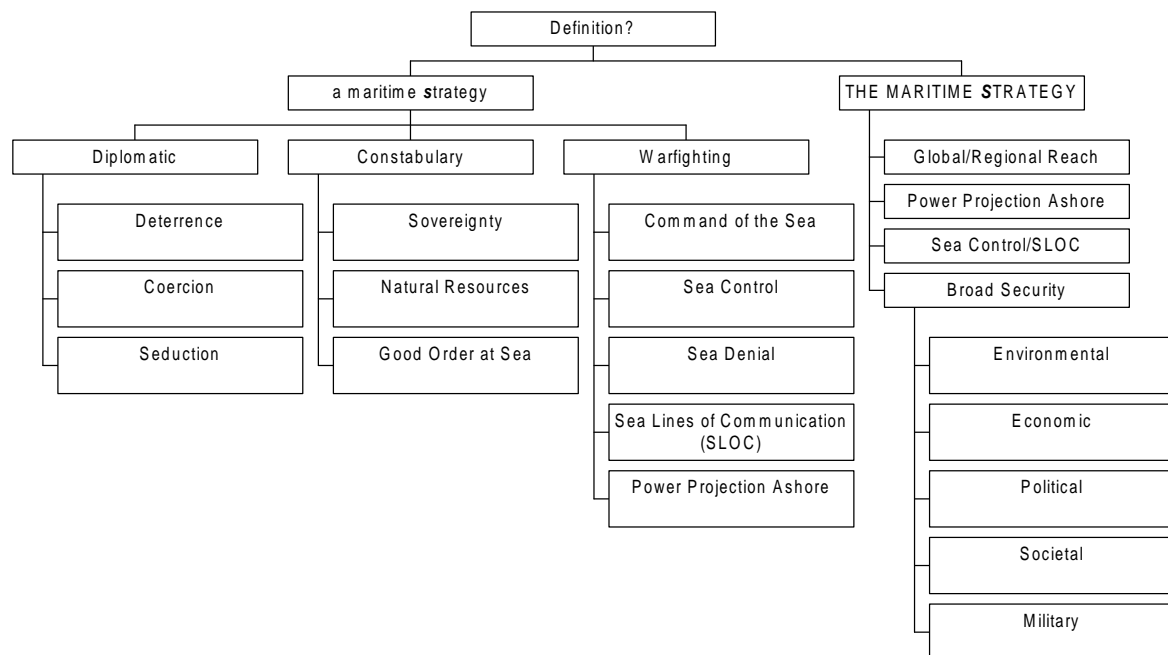 Definition?
a maritime strategy
THE MARITIME STRATEGY
Diplomatic
Deterrence
Coercion
Seduction
Constabulary
Sovereignty
Natural Resources
Good Order at Sea
Warfighting
Command of the Sea
Sea Control
Sea Denial
Sea Lines of Communication
(SLOC)
Power Projection Ashore
Global/Regional Reach
Power Projection Ashore
Sea Control/SLOC
Broad Security
Environmental
Economic
Political
Societal
Military